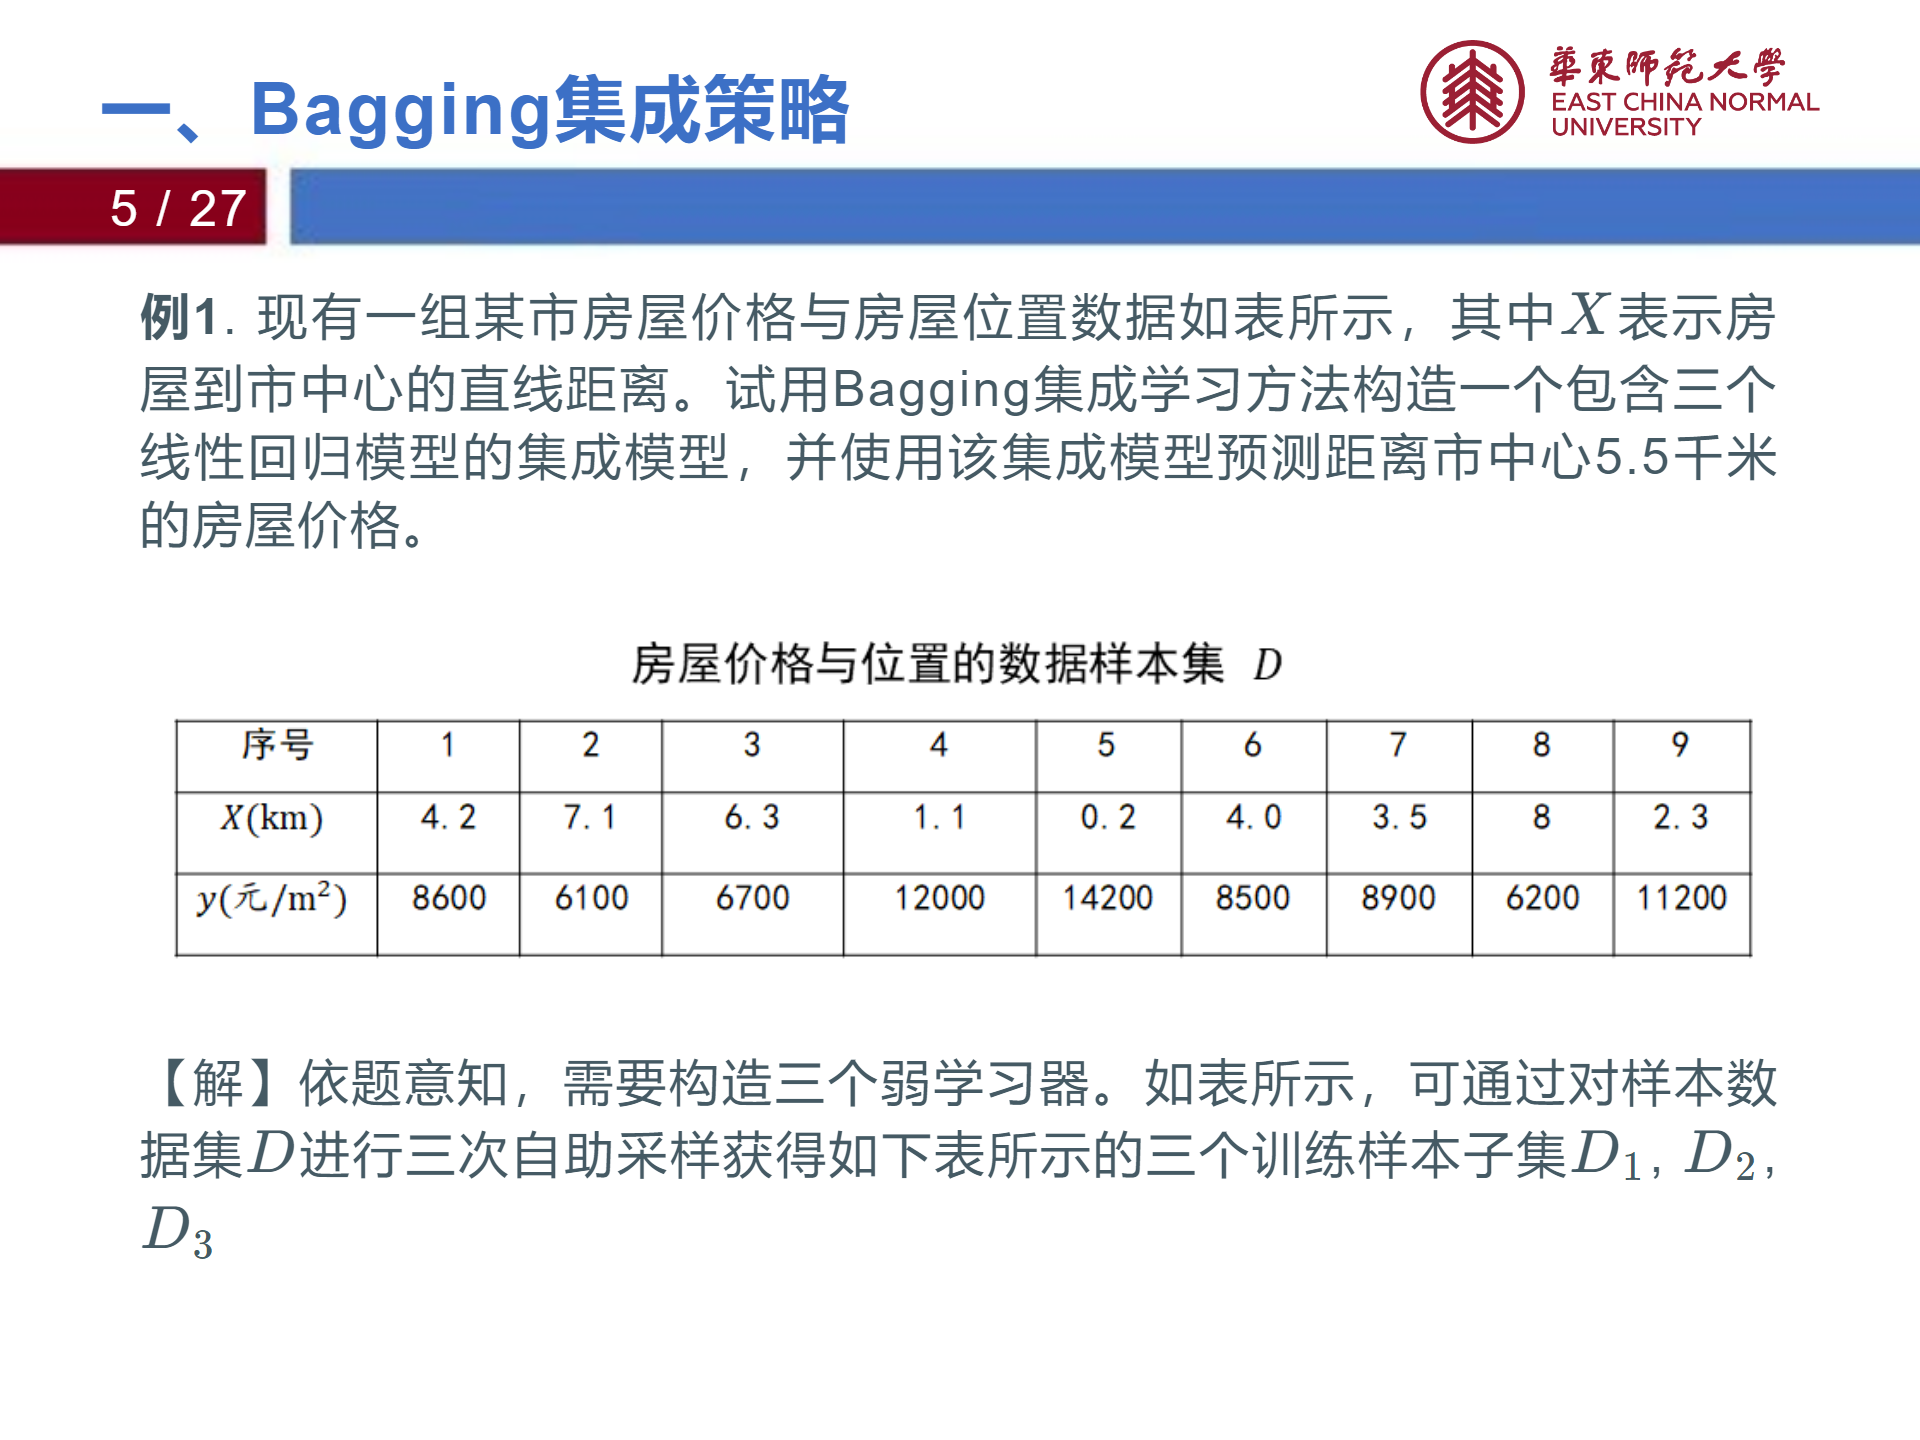 一、Bagging集成策略
華東師範大學
EAST CHINA NORMAL
UNIVERSITY
5 / 27
例1. 现有一组某市房屋价格与房屋位置数据如表所示，其中X表示房
屋到市中心的直线距离。试用Bagging集成学习方法构造一个包含三个
线性回归模型的集成模型，并使用该集成模型预测距离市中心5.5千米
的房屋价格。
房屋价格与位置的数据样本集 D
序号 1 2 3 4 5 6 7 8 9
X(km) 4.2 7.1 6.3 1.1 0.2 4.0 3.5 8 2.3
y(元/m²) 8600 6100 6700 12000 14200 8500 8900 6200 11200
【解】依题意知，需要构造三个弱学习器。如表所示，可通过对样本数
据集D进行三次自助采样获得如下表所示的三个训练样本子集D₁, D₂,
D₃